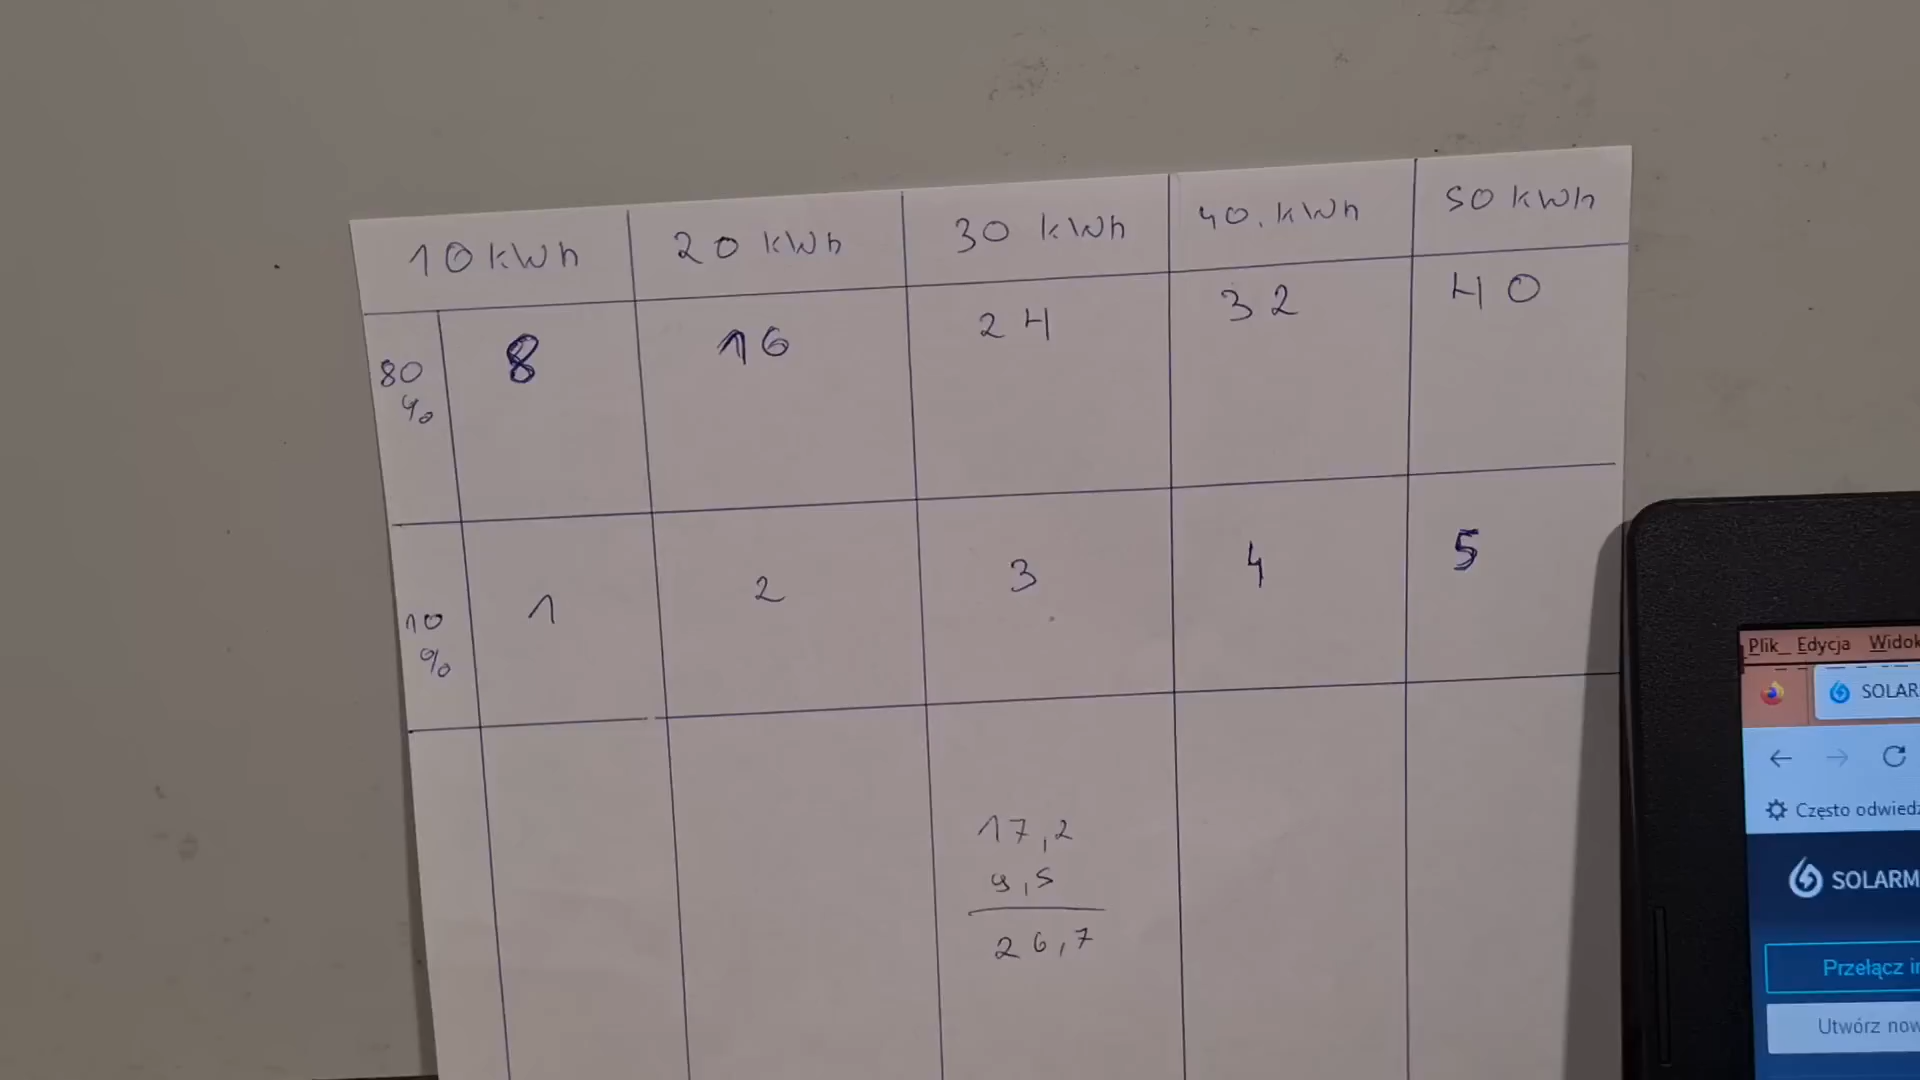 10 kWh 20 kWh 30 kWh 40. kWh 50 kWh
80 % 8 16 24 32 40
10 % 1 2 3 4 5
17,2
9,5
26,7
Plik Edycja Widok
SOLAR
Często odwiedz
SOLARM
Przełącz
Utwórz now